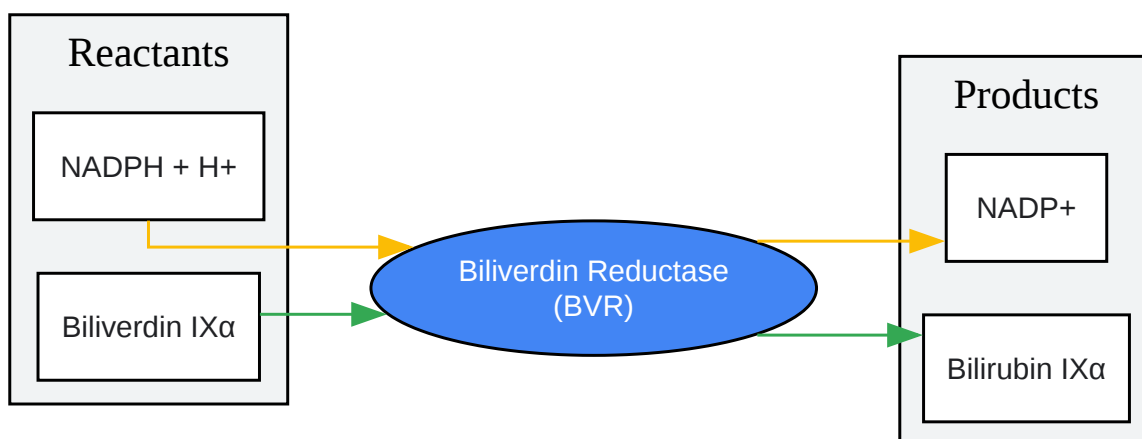 Reactants
NADPH + H+
Biliverdin IXα
Biliverdin Reductase
(BVR)
Products
NADP+
Bilirubin IXα